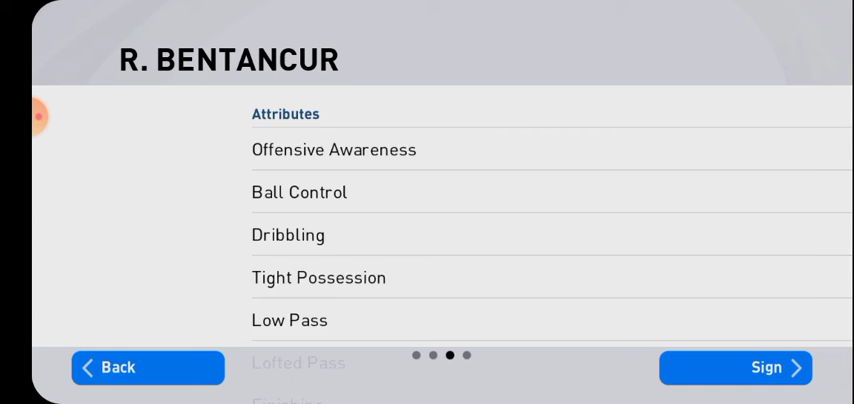 R. BENTANCUR
Attributes
Offensive Awareness
Ball Control
Dribbling
Tight Possession
Low Pass
Lofted Pass
Back
Sign